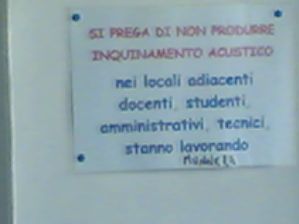 SI PREGA DI NON PRODURRE
INQUINAMENTO ACUSTICO
nei locali adiacenti
docenti, studenti,
amministrativi, tecnici,
stanno lavorando